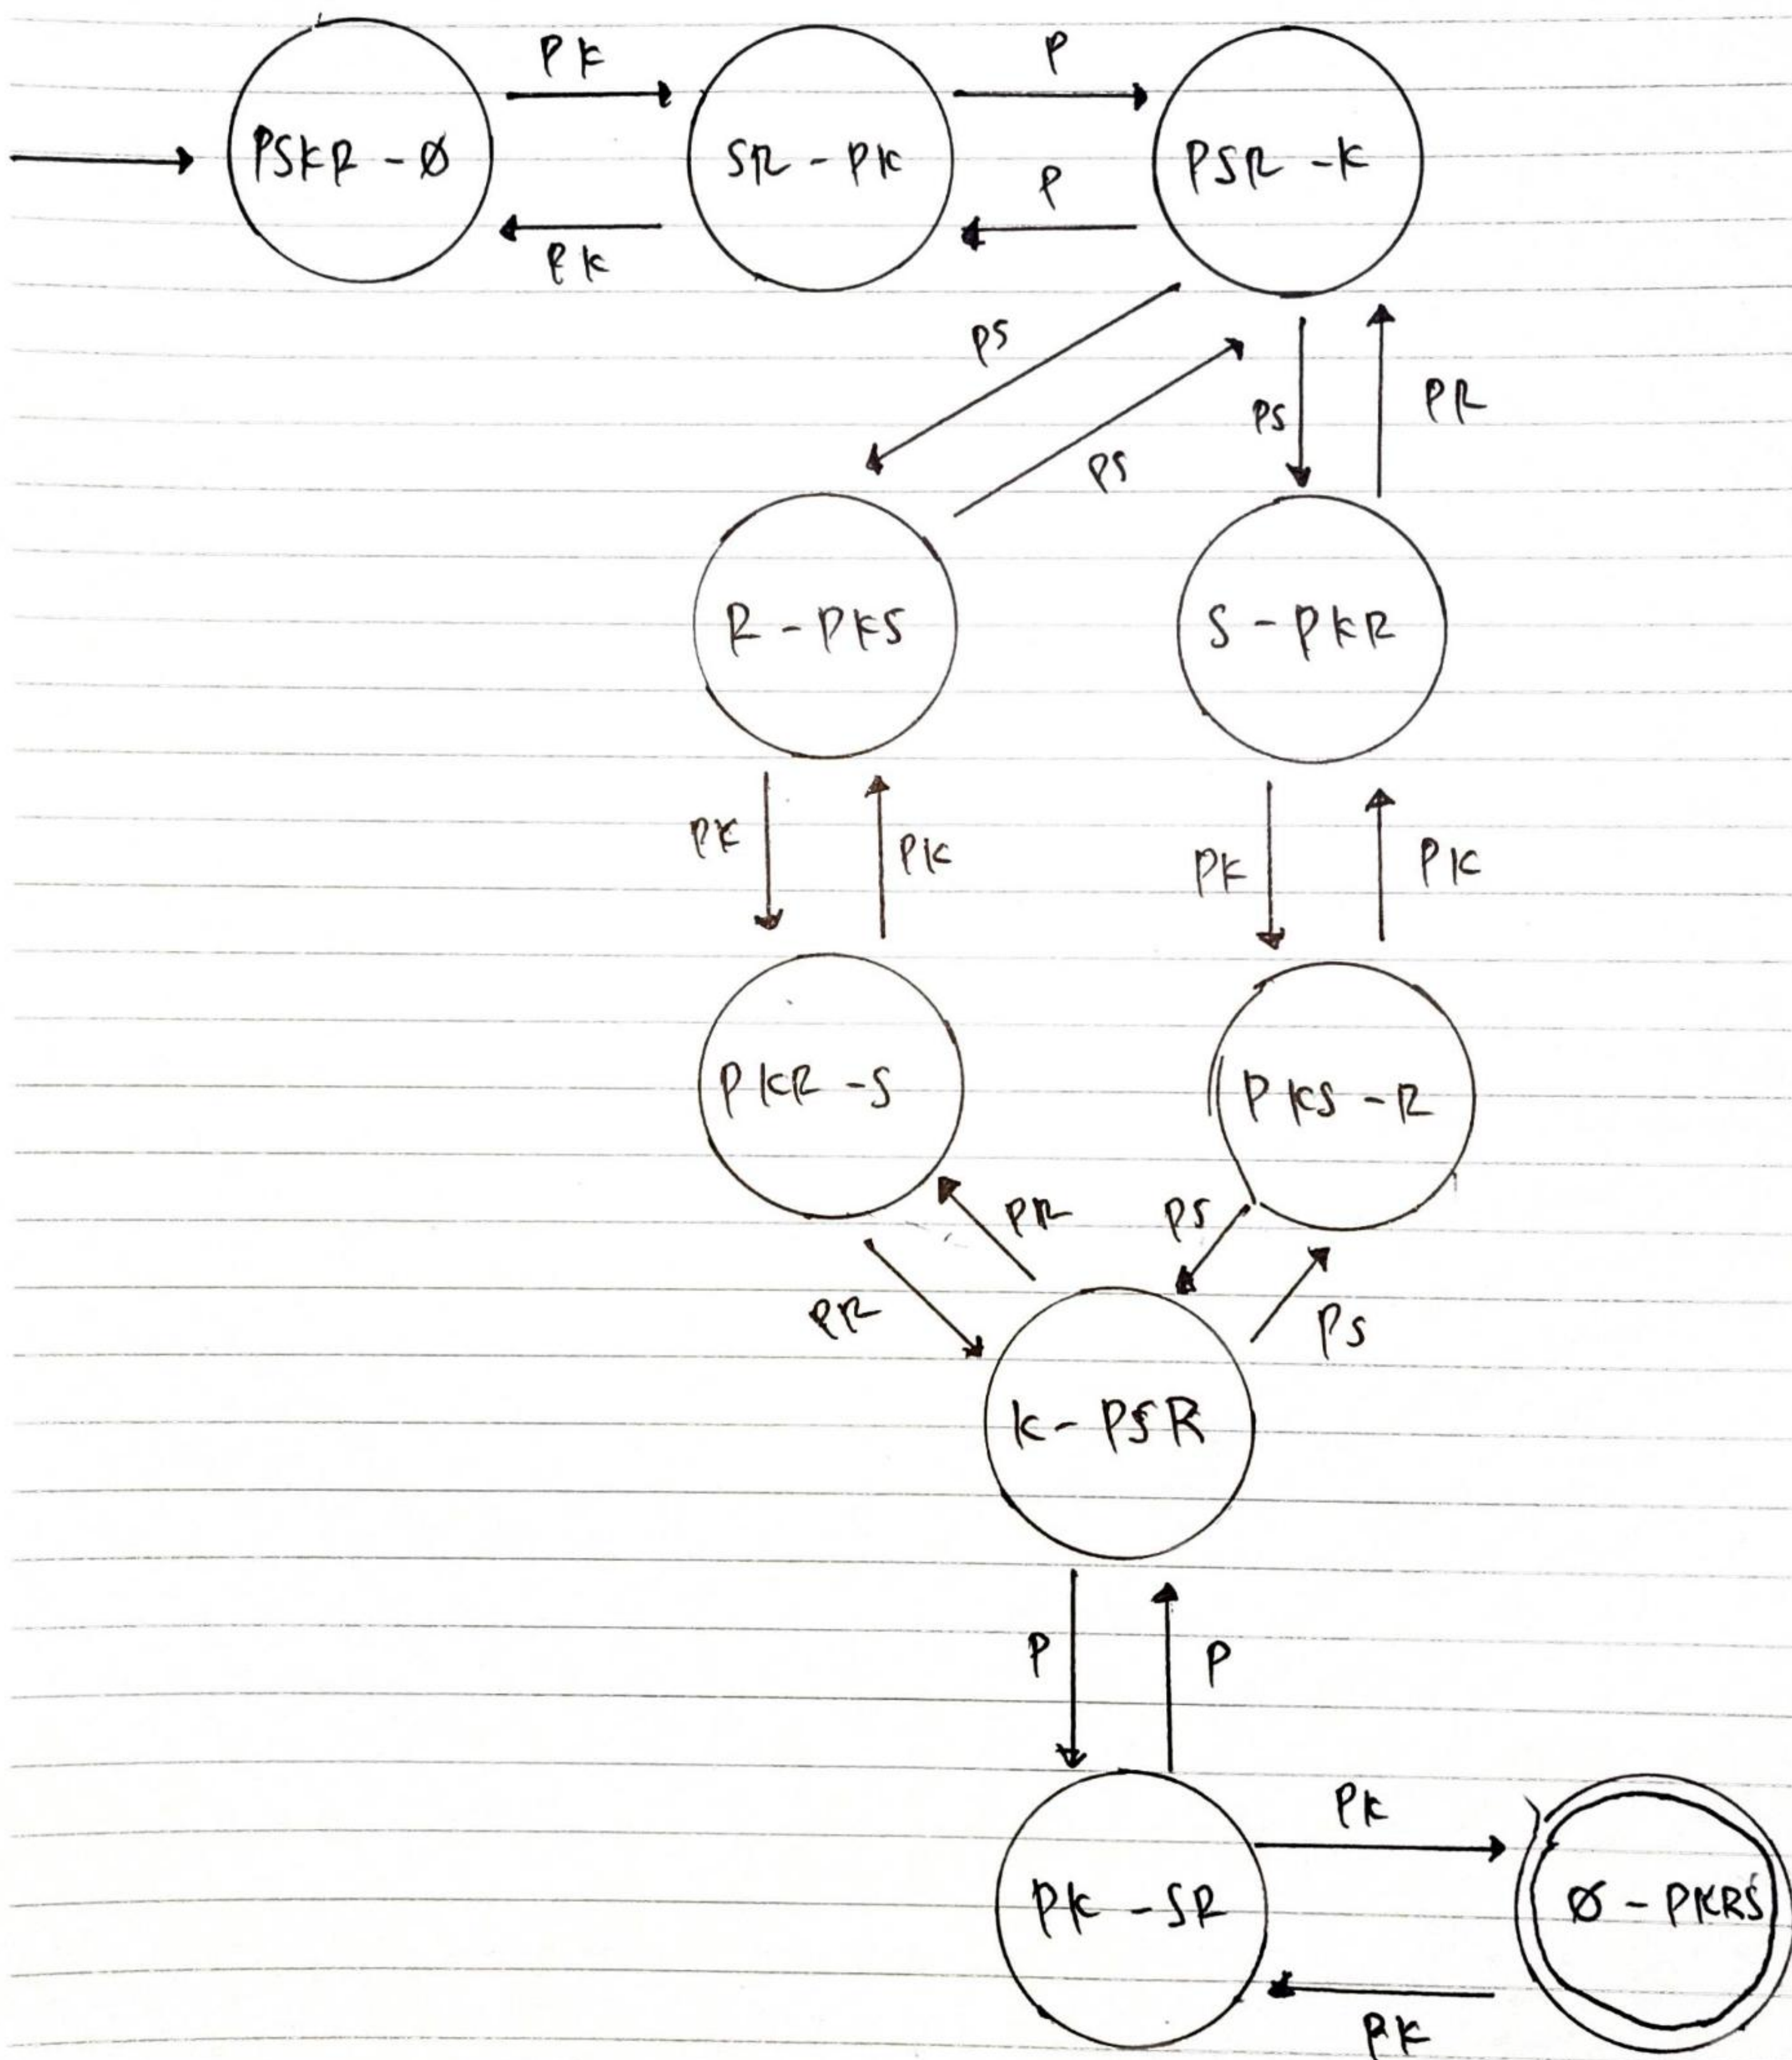 PK
P
PSKR - Ø
SR - PK
PSR - K
P
PK
PS
PS
PR
PS
R - PKS
S - PKR
PK
PK
PK
PK
PKR - S
PKS - R
PR
PS
PR
PS
K - PSR
P
P
PK
PK - SR
Ø - PKRS
PK